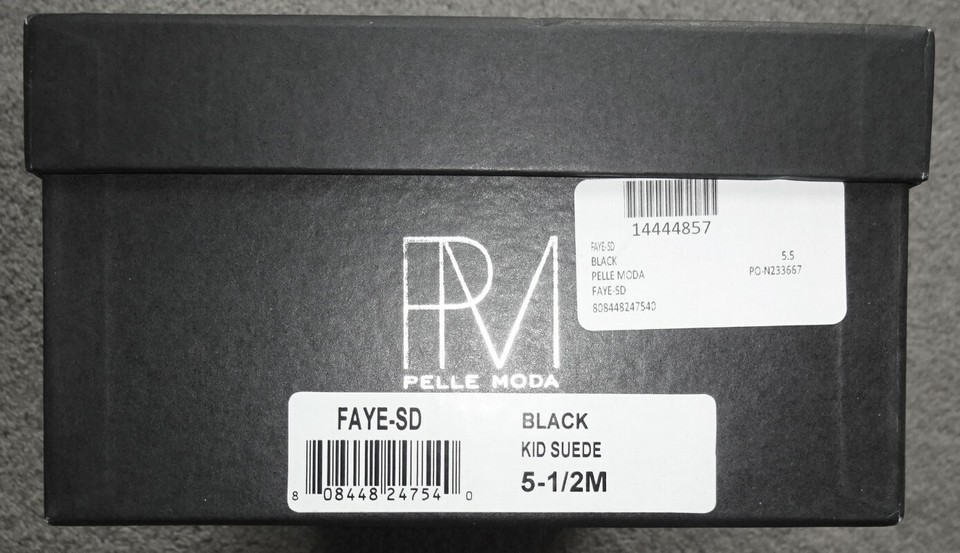 14444857
FAYE-SD
BLACK 5.5
PELLE MODA PO-N233667
FAYE-SD
808448247540
PM
PELLE MODA
FAYE-SD BLACK
KID SUEDE
5-1/2M
8 08448 24754 0